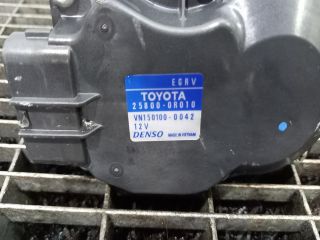 EGRV
TOYOTA
25800-0R010
VN150100-0042
12V
DENSO MADE IN VIETNAM